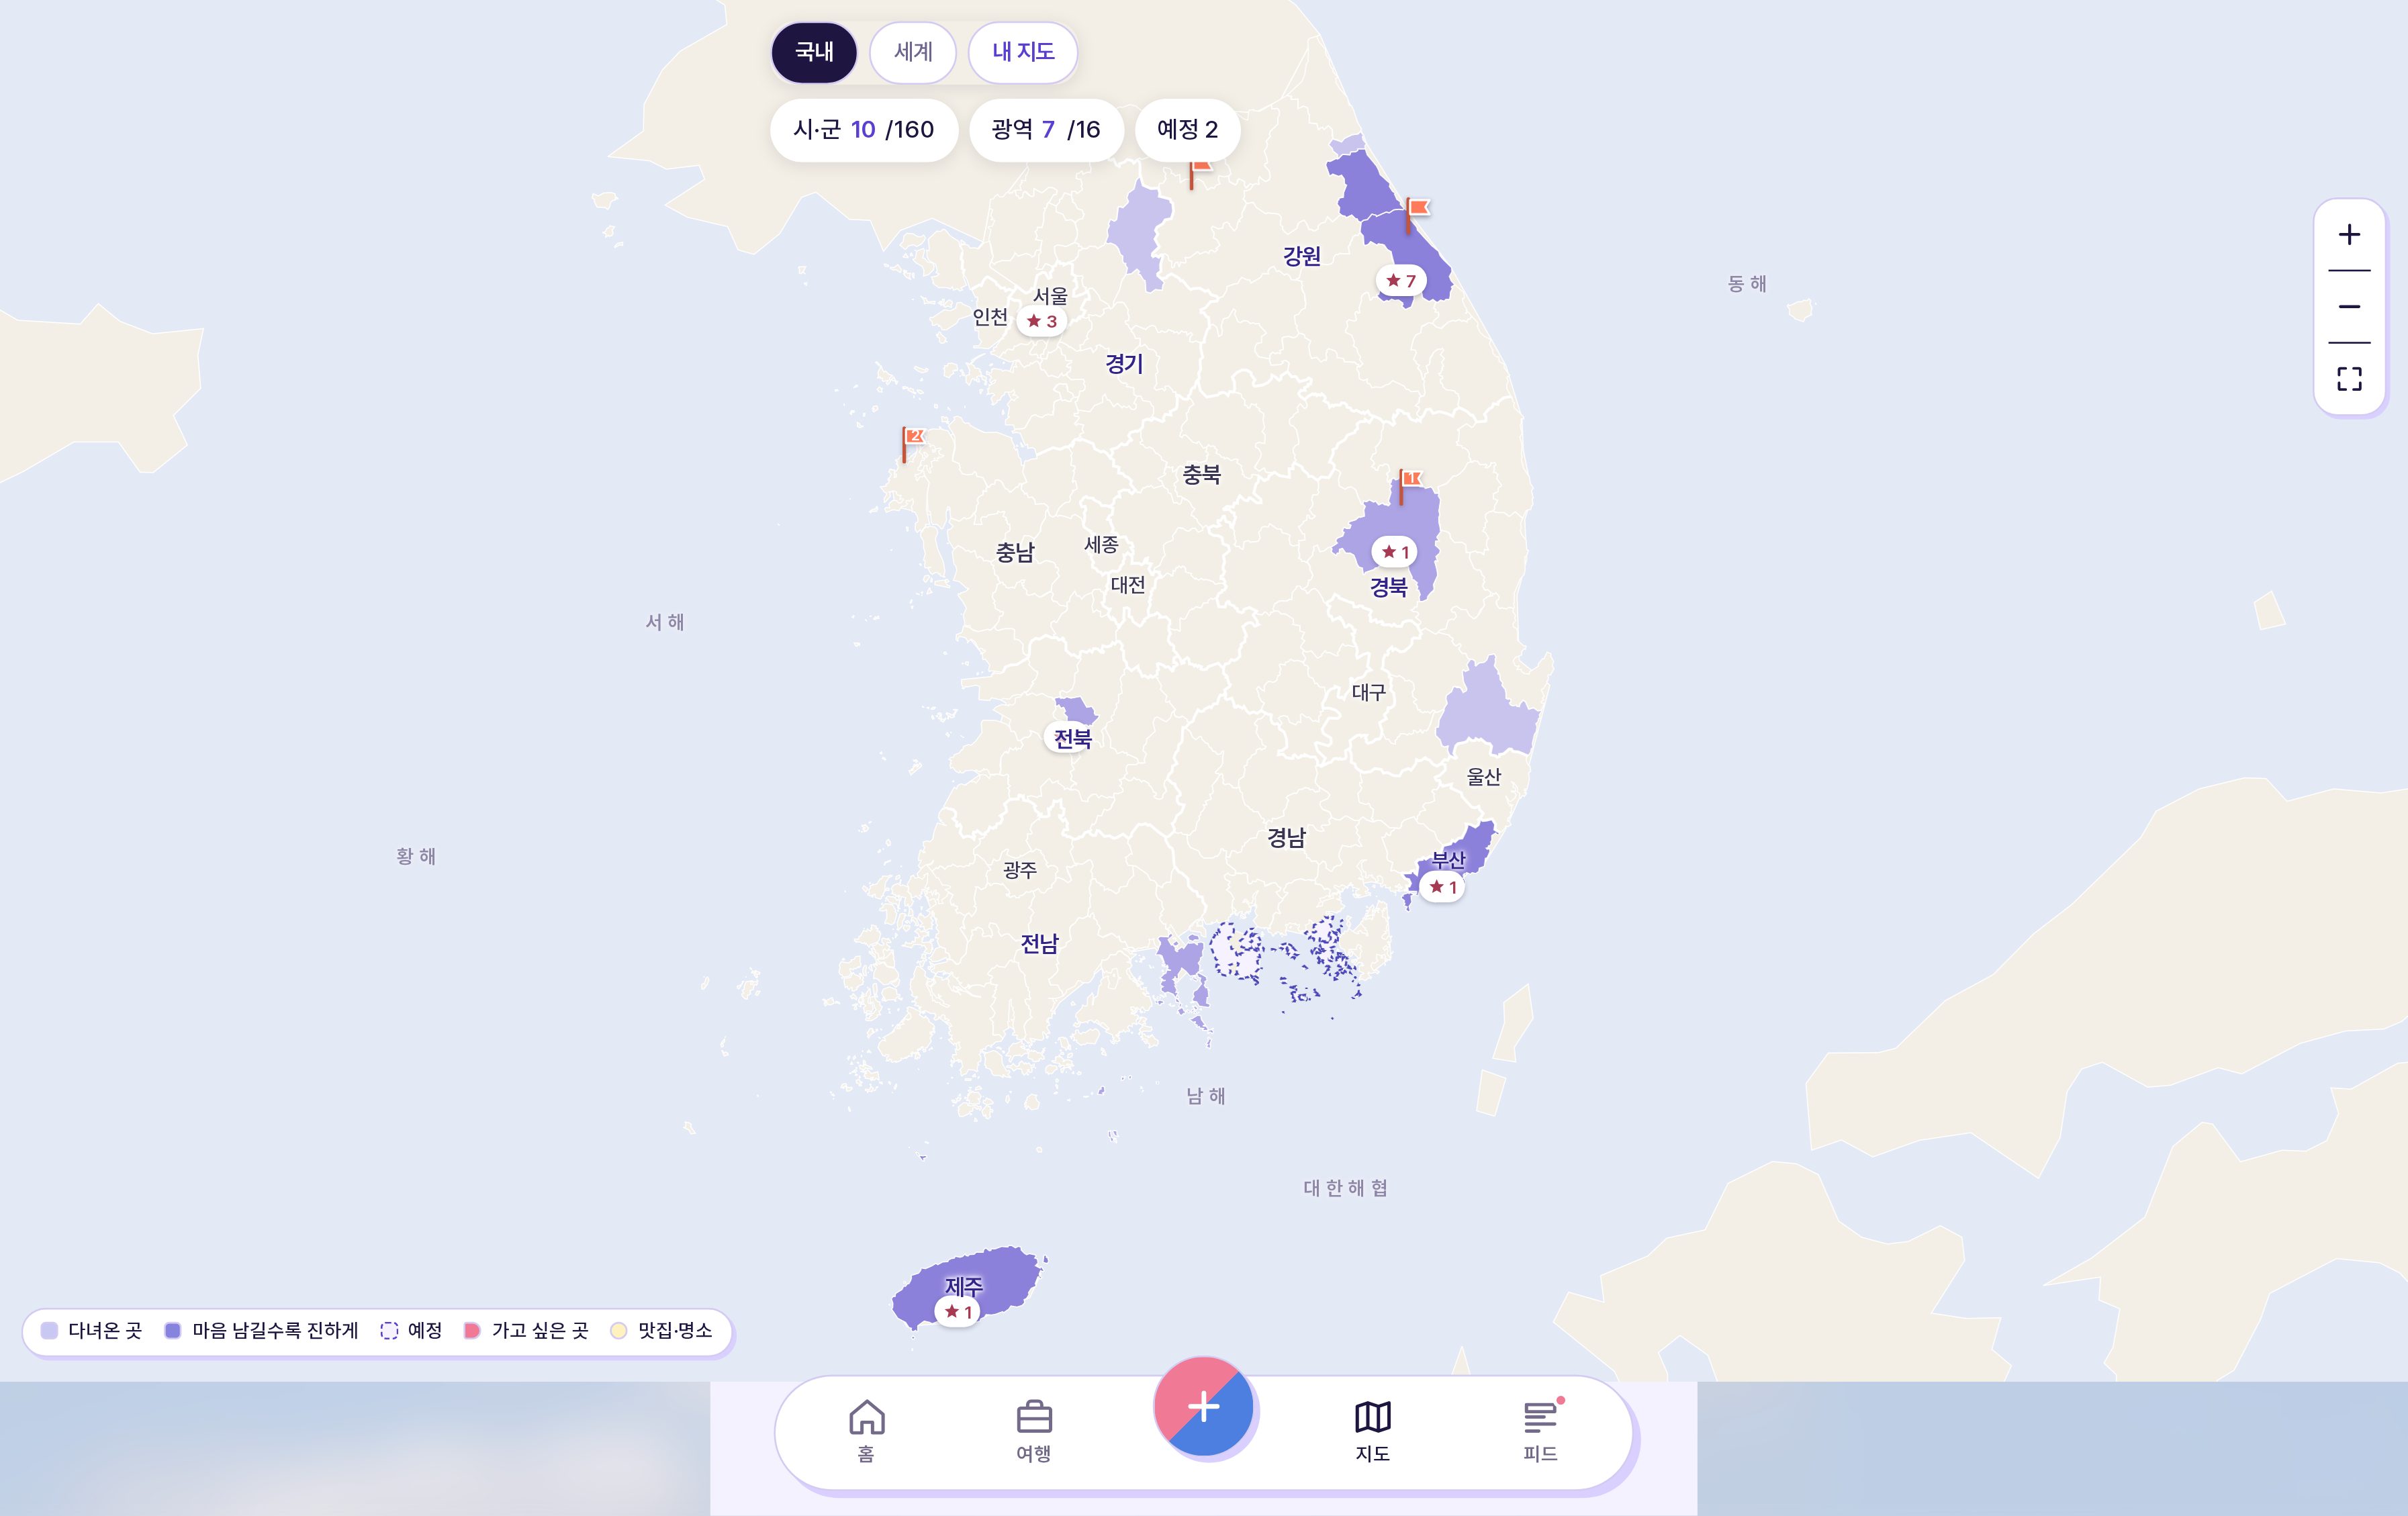 국내
세계
내 지도
시·군 10 /160
광역 7 /16
예정 2
강원
7
동해
서울
인천
3
경기
2
충북
1
충남
세종
1
대전
경북
서해
대구
전북
울산
경남
황해
부산
광주
1
전남
남해
대한해협
제주
1
다녀온 곳
마음 남길수록 진하게
예정
가고 싶은 곳
맛집·명소
홈
여행
지도
피드